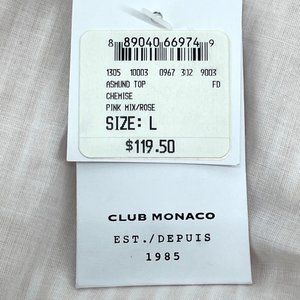 8 89040 66974 9
1305 10003 0967 312 9003
ASMUND TOP FD
CHEMISE
PINK MIX/ROSE
SIZE: L
$119.50
CLUB MONACO
EST./DEPUIS
1985